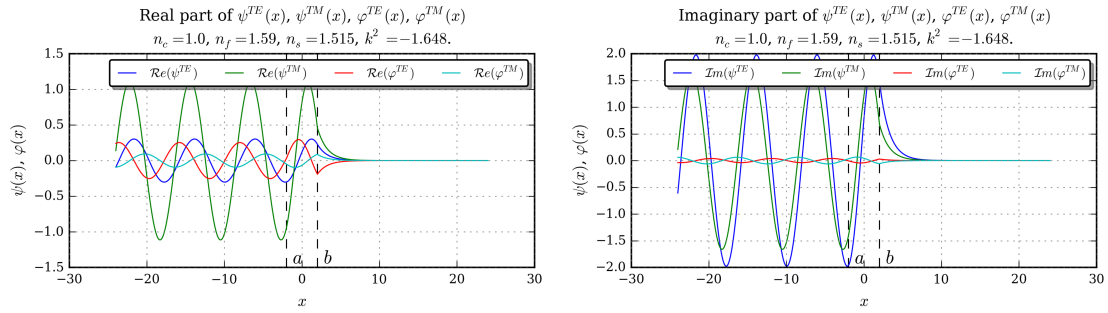 Real part of ψ^{TE}(x), ψ^{TM}(x), φ^{TE}(x), φ^{TM}(x)
n_c =1.0, n_f =1.59, n_s =1.515, k^2 =−1.648.
Re(ψ^{TE}) Re(ψ^{TM}) Re(φ^{TE}) Re(φ^{TM})
1.5
1.0
0.5
0.0
−0.5
−1.0
−1.5
ψ(x), φ(x)
a b
−30 −20 −10 0 10 20 30
x
Imaginary part of ψ^{TE}(x), ψ^{TM}(x), φ^{TE}(x), φ^{TM}(x)
n_c =1.0, n_f =1.59, n_s =1.515, k^2 =−1.648.
Im(ψ^{TE}) Im(ψ^{TM}) Im(φ^{TE}) Im(φ^{TM})
2.0
1.5
1.0
0.5
0.0
−0.5
−1.0
−1.5
−2.0
ψ(x), φ(x)
a b
−30 −20 −10 0 10 20 30
x